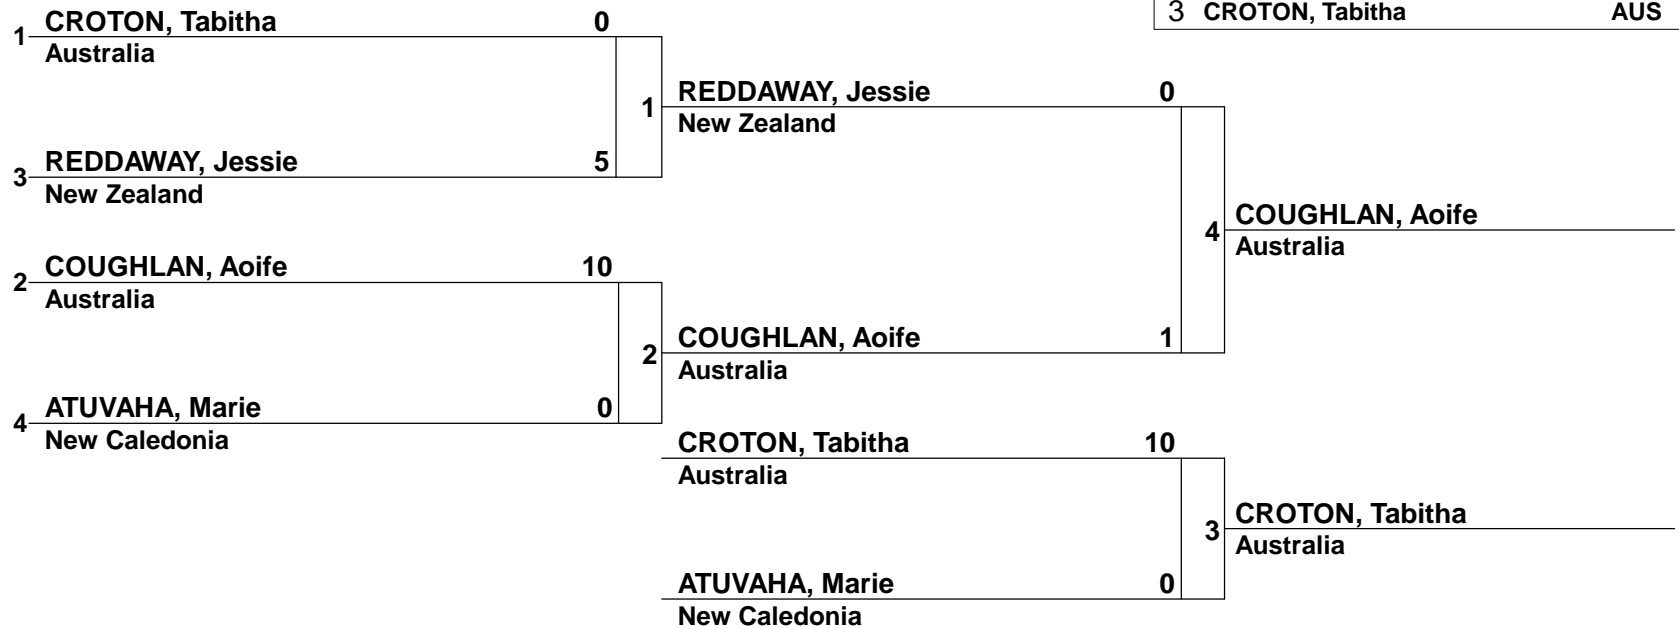 3 CROTON, Tabitha AUS
1 CROTON, Tabitha 0
Australia
1
REDDAWAY, Jessie 0
New Zealand
3 REDDAWAY, Jessie 5
New Zealand
4
COUGHLAN, Aoife
Australia
2 COUGHLAN, Aoife 10
Australia
2
COUGHLAN, Aoife 1
Australia
4 ATUVAHA, Marie 0
New Caledonia
CROTON, Tabitha 10
Australia
3
CROTON, Tabitha
Australia
ATUVAHA, Marie 0
New Caledonia